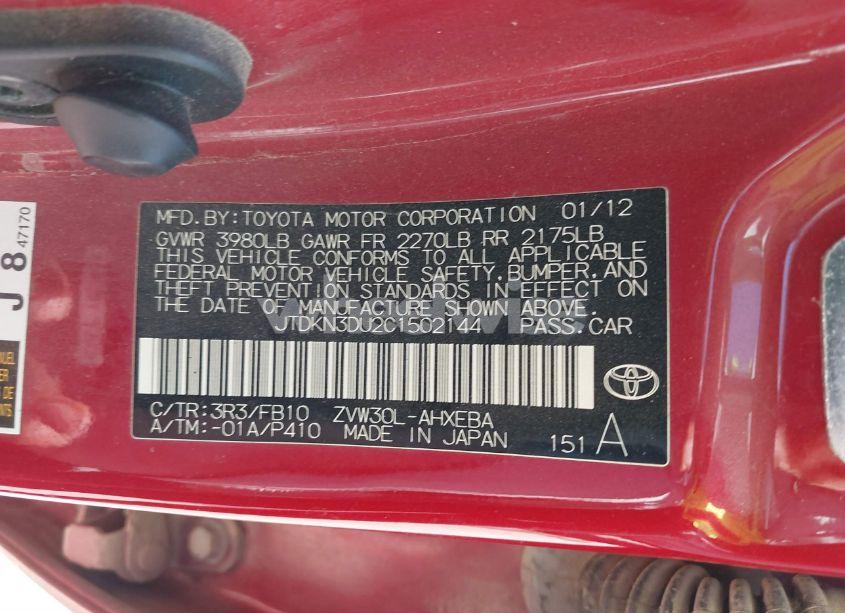 MFD. BY: TOYOTA MOTOR CORPORATION 01/12
GVWR 3980LB GAWR FR 2270LB RR 2175LB
THIS VEHICLE CONFORMS TO ALL APPLICABLE
FEDERAL MOTOR VEHICLE SAFETY, BUMPER, AND
THEFT PREVENTION STANDARDS IN EFFECT ON
THE DATE OF MANUFACTURE SHOWN ABOVE.
JTDKN3DU2C1502144 PASS. CAR
C/TR: 3R3/FB10 ZVW30L-AHXEBA
A/TM: -01A/P410 MADE IN JAPAN 151 A
J 8 47170